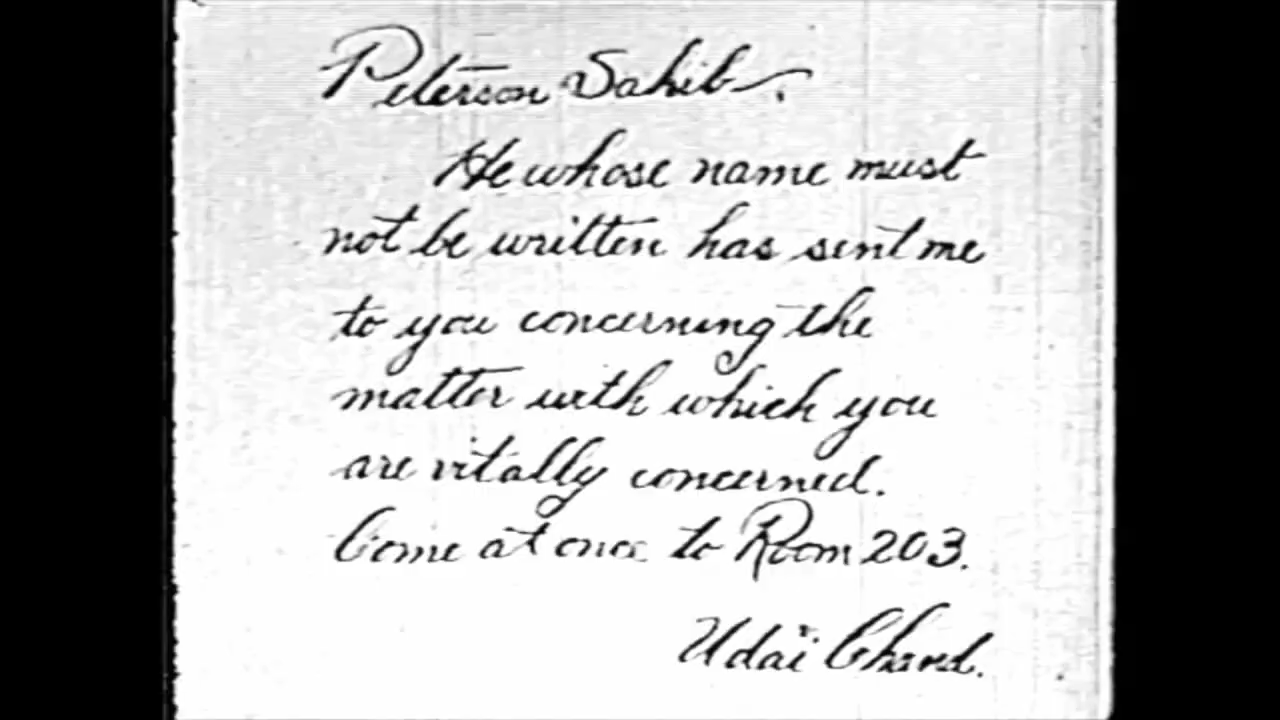 Peterson Sahib.
He whose name must
not be written has sent me
to you concerning the
matter with which you
are vitally concerned.
Come at once to Room 203.
Udai Chand.